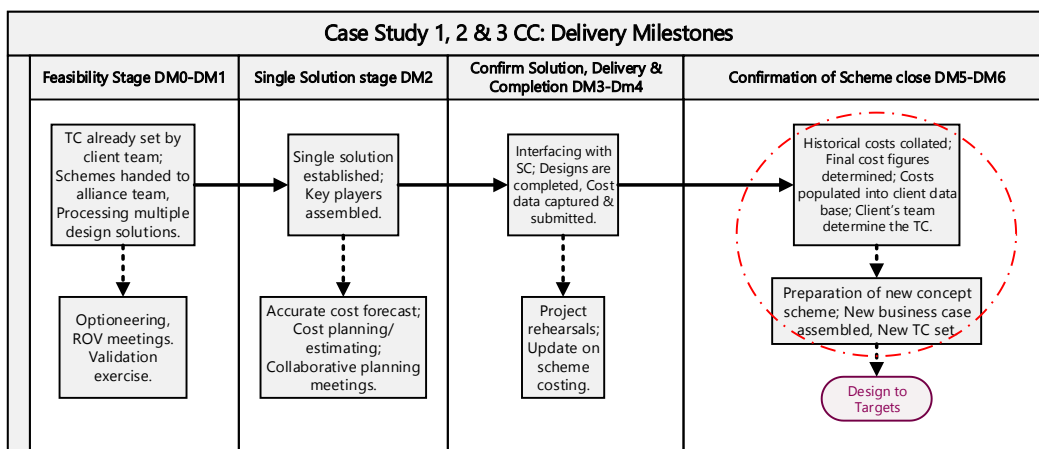 Case Study 1, 2 & 3 CC: Delivery Milestones
Feasibility Stage DM0-DM1
Single Solution stage DM2
Confirm Solution, Delivery &
Completion DM3-Dm4
Confirmation of Scheme close DM5-DM6
TC already set by
client team;
Schemes handed to
alliance team,
Processing multiple
design solutions.
Single solution
established;
Key players
assembled.
Interfacing with
SC; Designs are
completed, Cost
data captured &
submitted.
Historical costs collated;
Final cost figures
determined; Costs
populated into client data
base; Client's team
determine the TC.
Optioneering,
ROV meetings.
Validation
exercise.
Accurate cost forecast;
Cost planning/
estimating;
Collaborative planning
meetings.
Project
rehearsals;
Update on
scheme
costing.
Preparation of new concept
scheme; New business case
assembled, New TC set
Design to
Targets